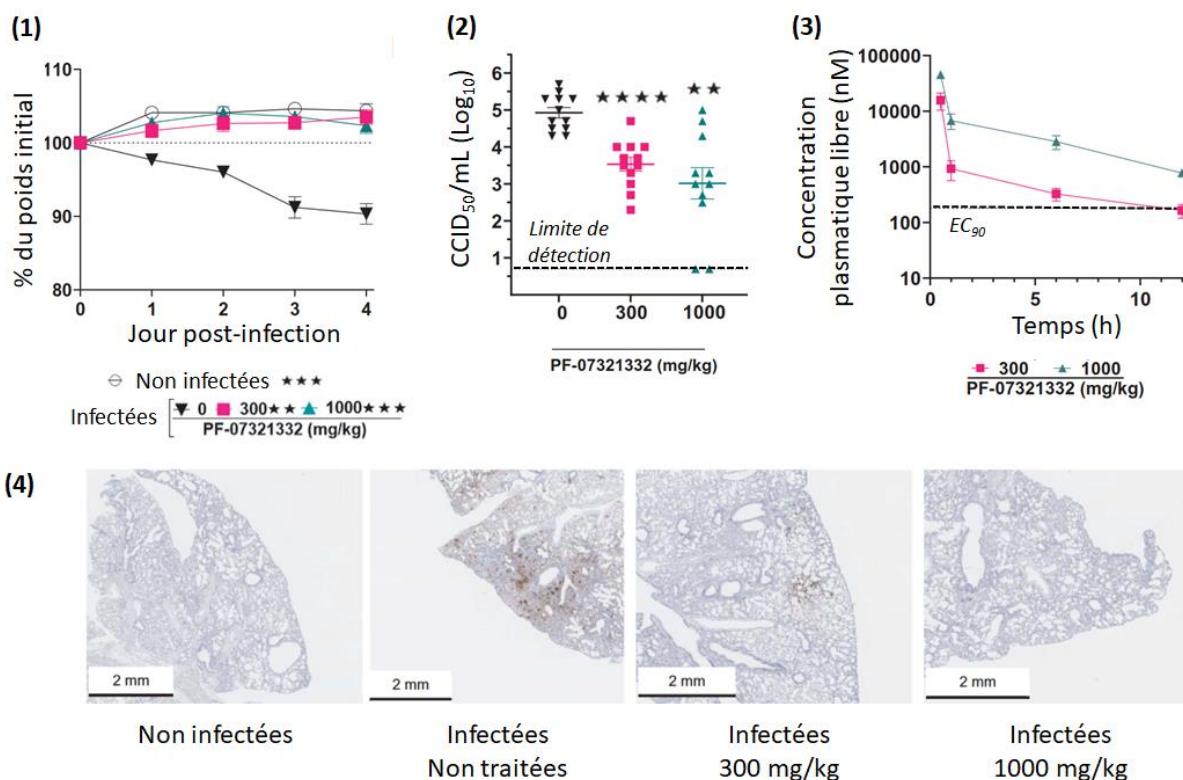 (1)
110
100
90
80
% du poids initial
0 1 2 3 4
Jour post-infection
Non infectées ★★★
Infectées
0 300★★ 1000★★★
PF-07321332 (mg/kg)
(2)
6
5
4
3
2
1
CCID50/mL (Log10)
★★★★ ★★
Limite de
détection
0 300 1000
PF-07321332 (mg/kg)
(3)
100000
10000
1000
100
10
Concentration
plasmatique libre (nM)
EC90
0 5 10
Temps (h)
300 1000
PF-07321332 (mg/kg)
(4)
2 mm
2 mm
2 mm
2 mm
Non infectées
Infectées
Non traitées
Infectées
300 mg/kg
Infectées
1000 mg/kg